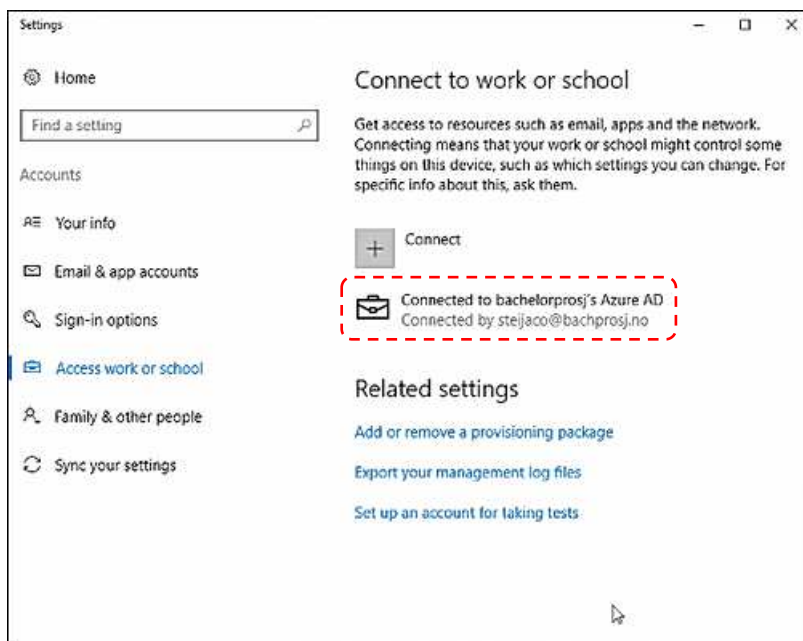 Settings
Home
Find a setting
Accounts
Your info
Email & app accounts
Sign-in options
Access work or school
Family & other people
Sync your settings
Connect to work or school
Get access to resources such as email, apps and the network.
Connecting means that your work or school might control some
things on this device, such as which settings you can change. For
specific info about this, ask them.
Connect
Connected to bachelorprosj's Azure AD
Connected by steijaco@bachprosj.no
Related settings
Add or remove a provisioning package
Export your management log files
Set up an account for taking tests